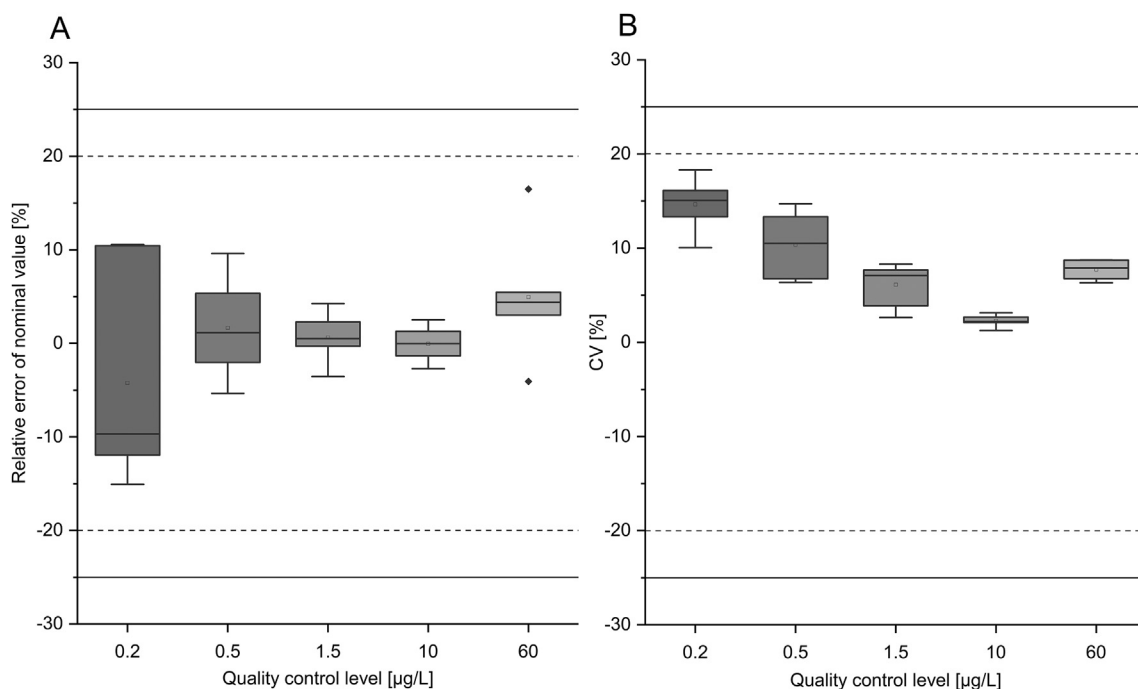 A
B
30
20
10
0
-10
-20
-30
Relative error of nominal value [%]
0.2 0.5 1.5 10 60
Quality control level [µg/L]
30
20
10
0
-10
-20
-30
CV [%]
0.2 0.5 1.5 10 60
Quality control level [µg/L]